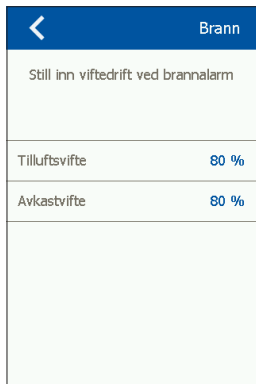 Brann
Still inn viftedrift ved brannalarm
Tilluftsvifte 80 %
Avkastvifte 80 %